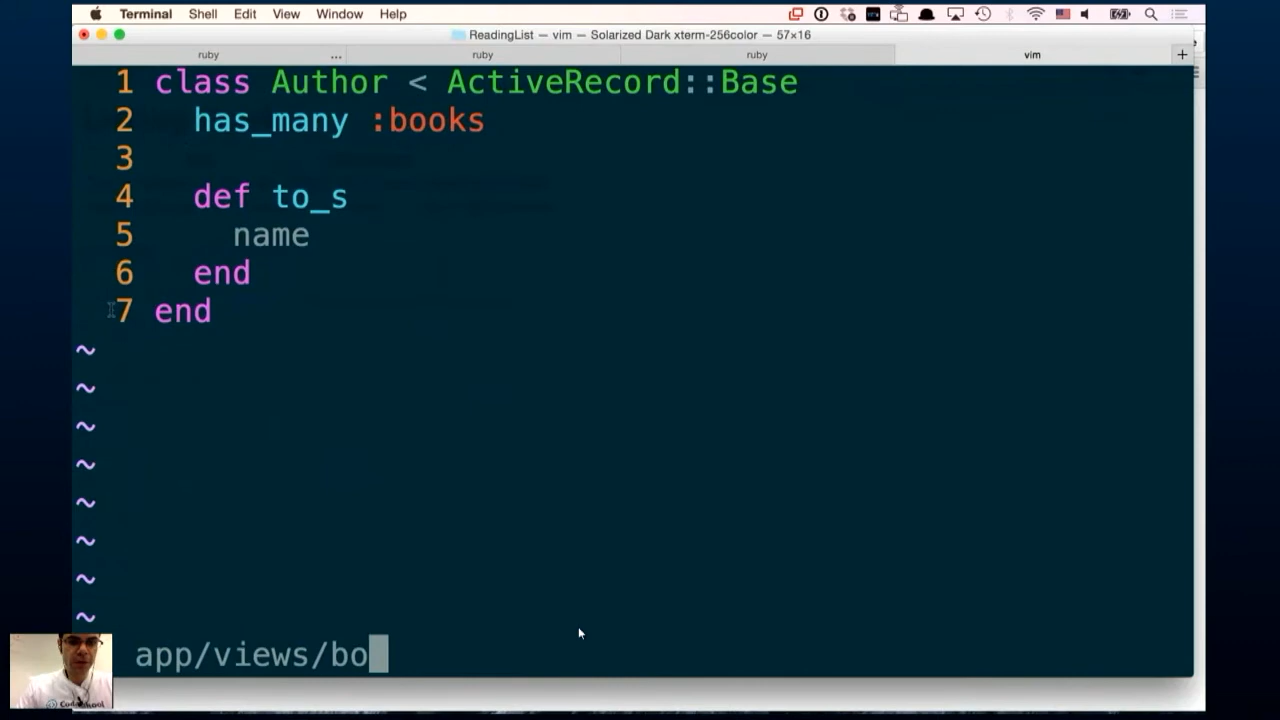 Terminal Shell Edit View Window Help
ReadingList — vim — Solarized Dark xterm-256color — 57×16
ruby ... ruby ruby vim +
1 class Author < ActiveRecord::Base
2 has_many :books
3
4 def to_s
5 name
6 end
7 end
~
~
~
~
~
~
~
~
app/views/bo